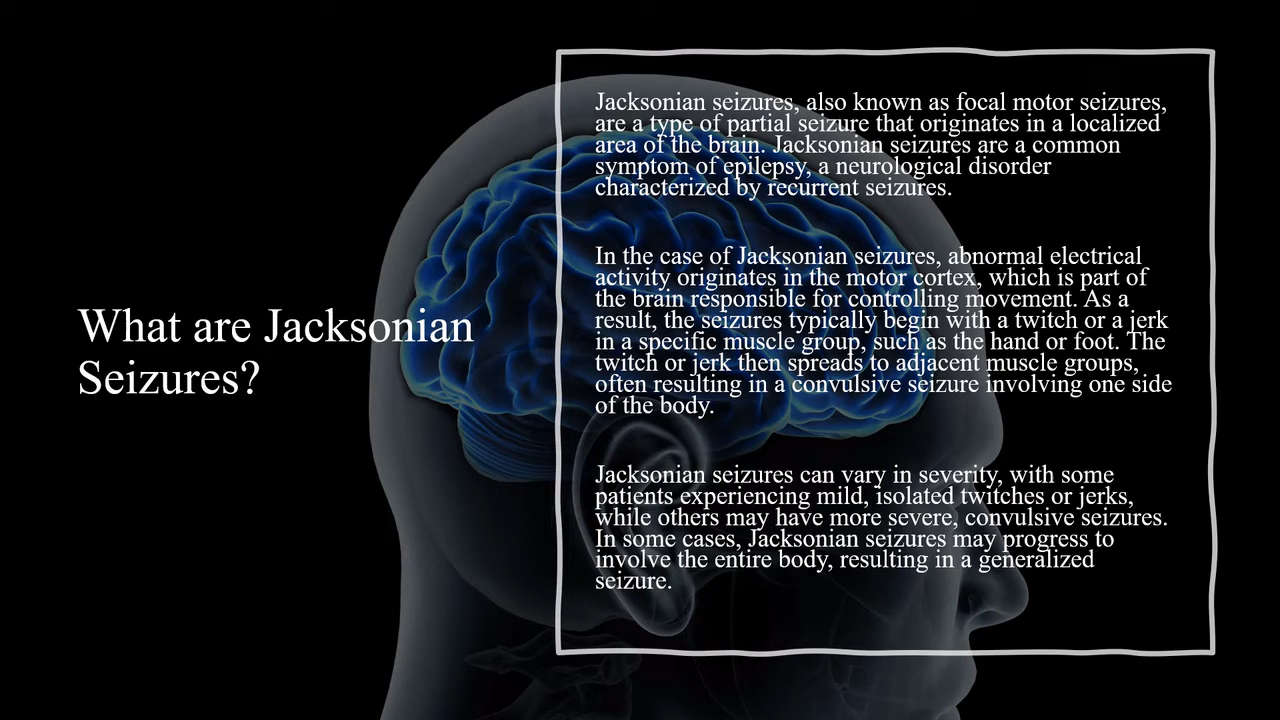 What are Jacksonian
Seizures?
Jacksonian seizures, also known as focal motor seizures,
are a type of partial seizure that originates in a localized
area of the brain. Jacksonian seizures are a common
symptom of epilepsy, a neurological disorder
characterized by recurrent seizures.
In the case of Jacksonian seizures, abnormal electrical
activity originates in the motor cortex, which is part of
the brain responsible for controlling movement. As a
result, the seizures typically begin with a twitch or a jerk
in a specific muscle group, such as the hand or foot. The
twitch or jerk then spreads to adjacent muscle groups,
often resulting in a convulsive seizure involving one side
of the body.
Jacksonian seizures can vary in severity, with some
patients experiencing mild, isolated twitches or jerks,
while others may have more severe, convulsive seizures.
In some cases, Jacksonian seizures may progress to
involve the entire body, resulting in a generalized
seizure.